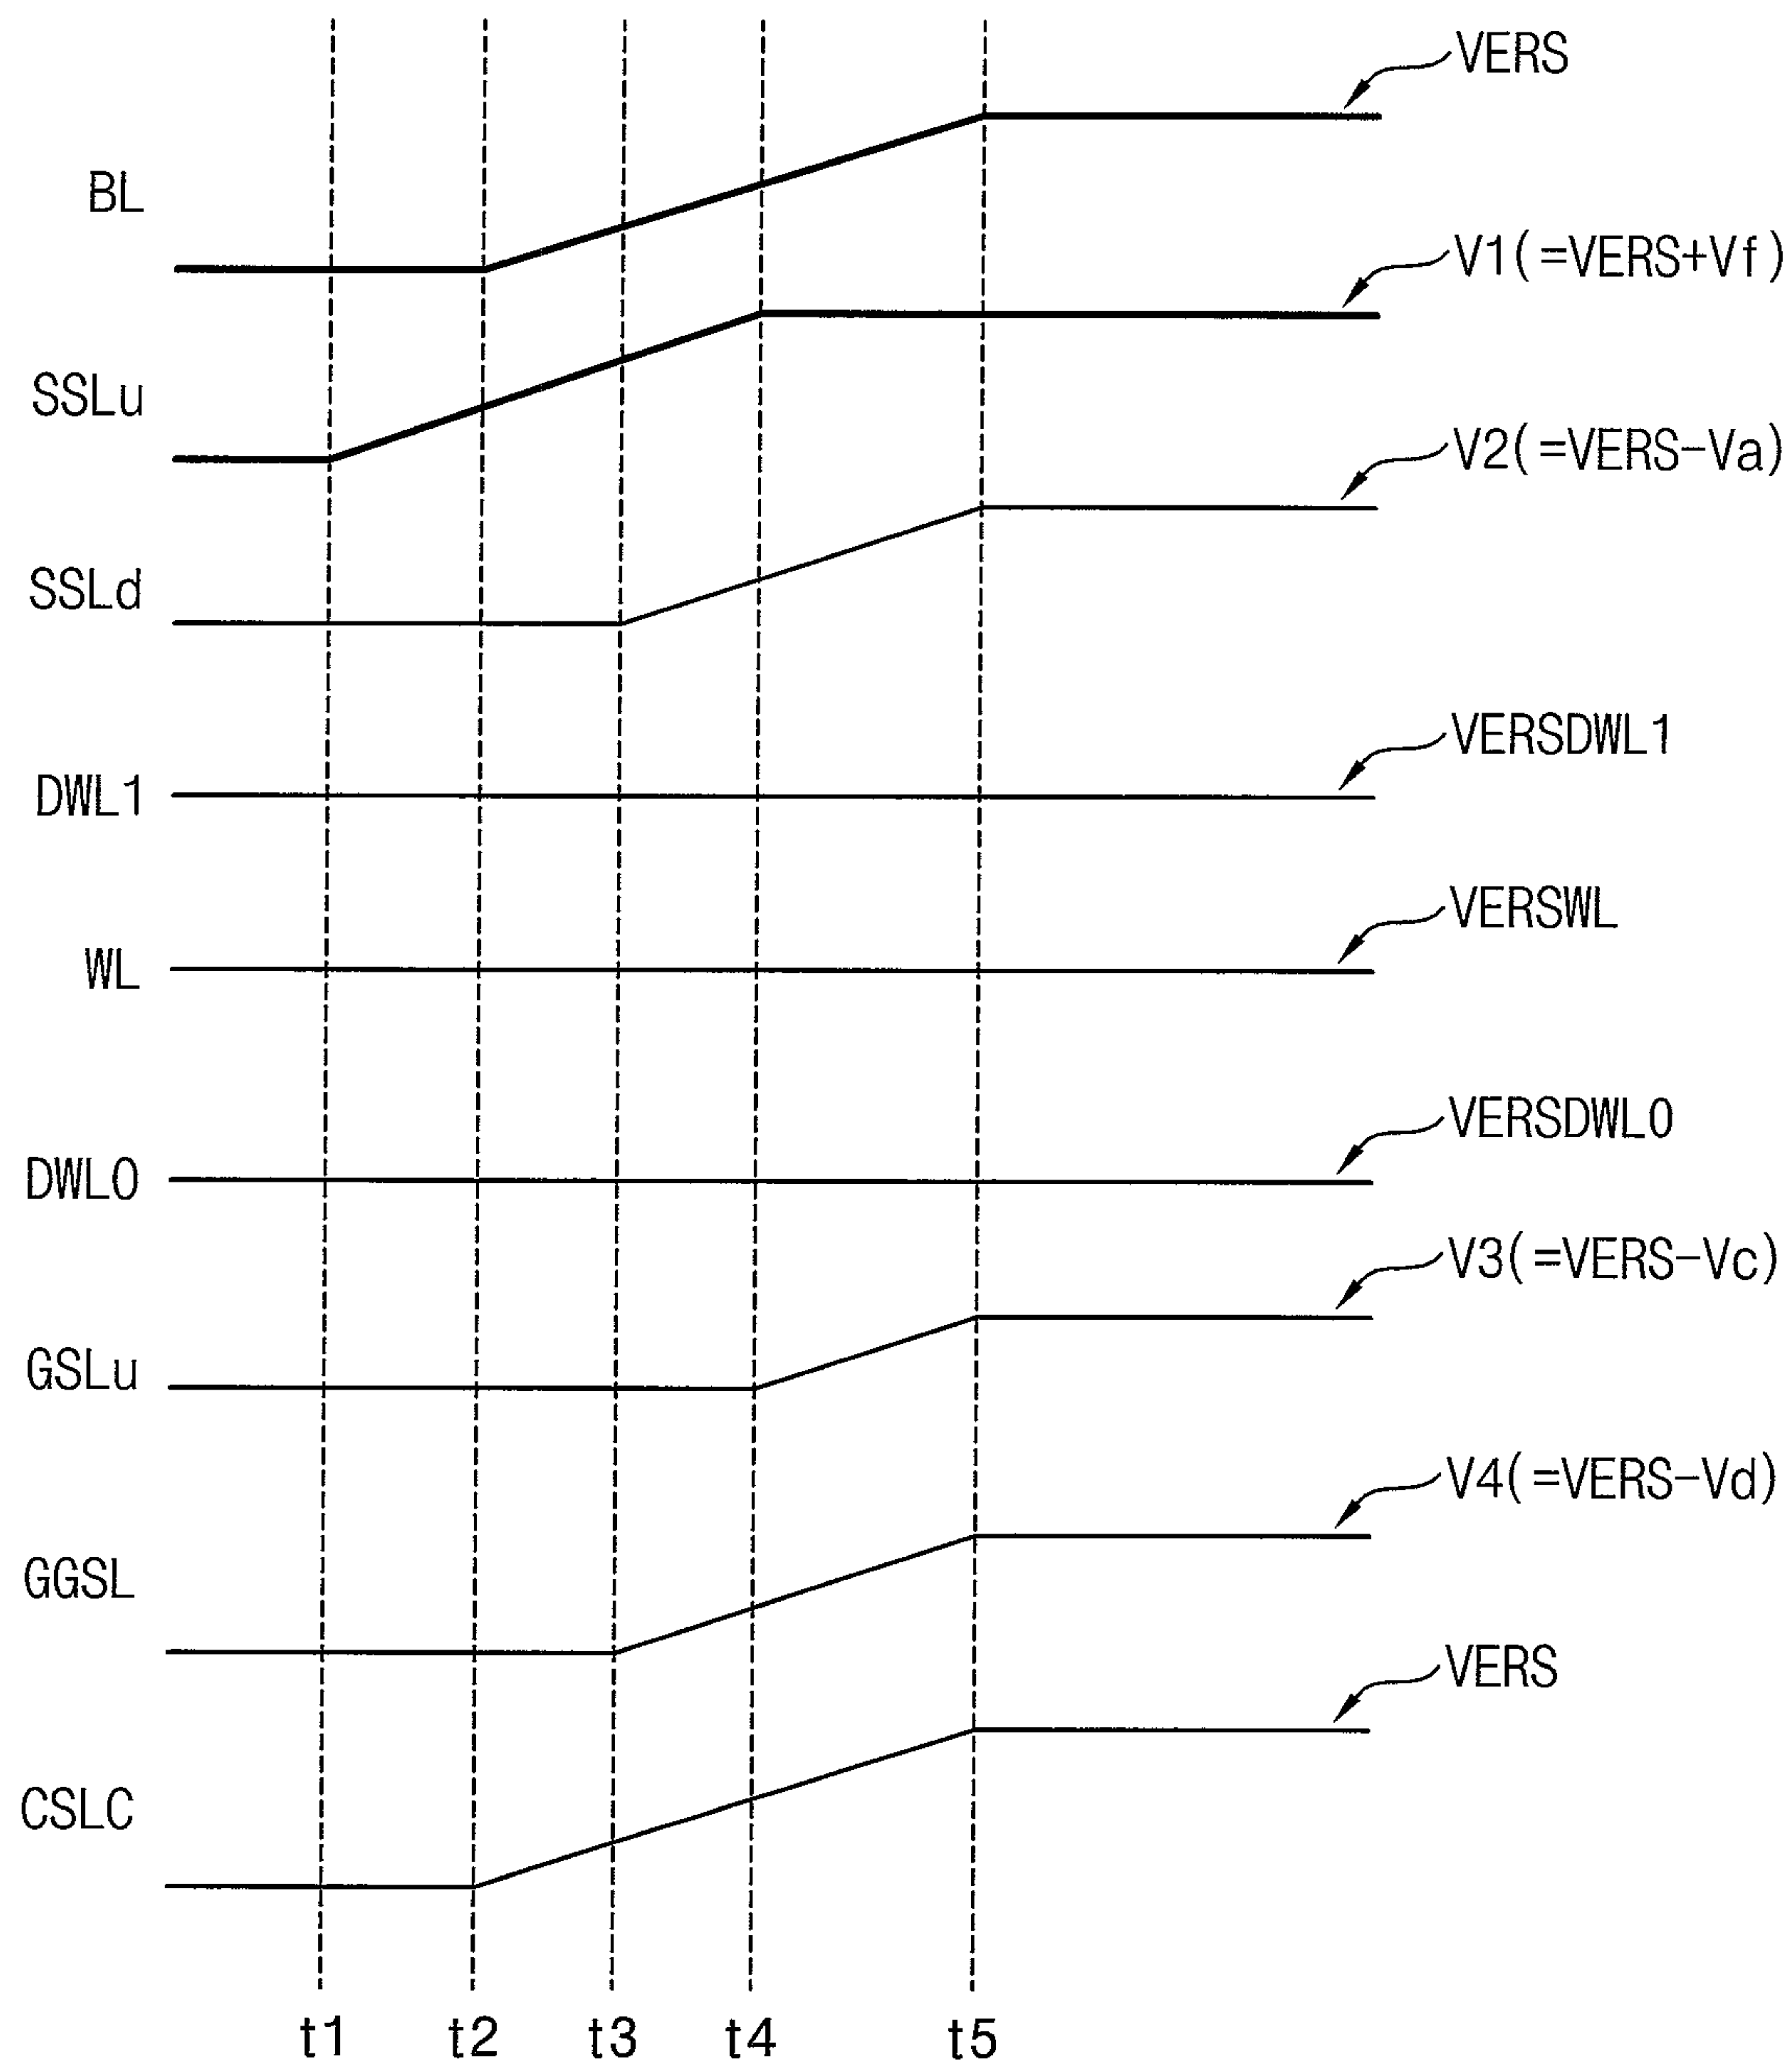 VERS
BL
V1(=VERS+Vf)
SSLu
V2(=VERS-Va)
SSLd
VERSDWL1
DWL1
VERSWL
WL
VERSDWL0
DWL0
V3(=VERS-Vc)
GSLu
V4(=VERS-Vd)
GGSL
VERS
CSLC
t1 t2 t3 t4 t5